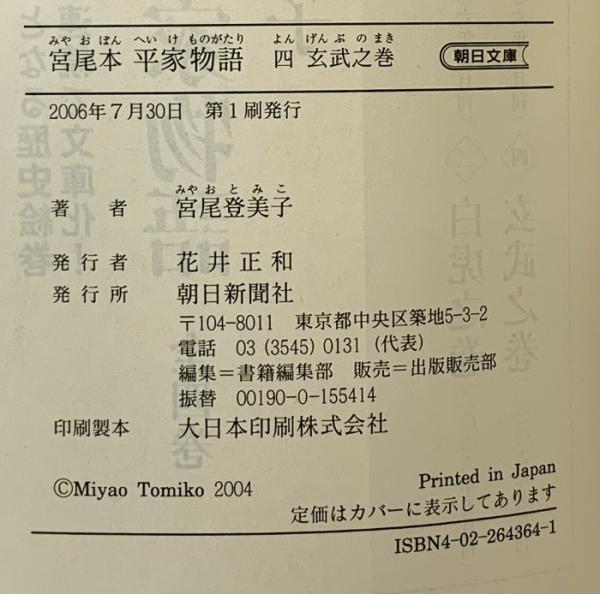 みやおぼん へいけものがたり よん げんぶのまき
宮尾本 平家物語 四 玄武之巻 朝日文庫
2006年7月30日 第1刷発行
みやおとみこ
著者 宮尾登美子
発行者 花井正和
発行所 朝日新聞社
〒104-8011 東京都中央区築地5-3-2
電話 03 (3545) 0131 (代表)
編集=書籍編集部 販売=出版販売部
振替 00190-0-155414
印刷製本 大日本印刷株式会社
©Miyao Tomiko 2004
Printed in Japan
定価はカバーに表示してあります
ISBN4-02-264364-1